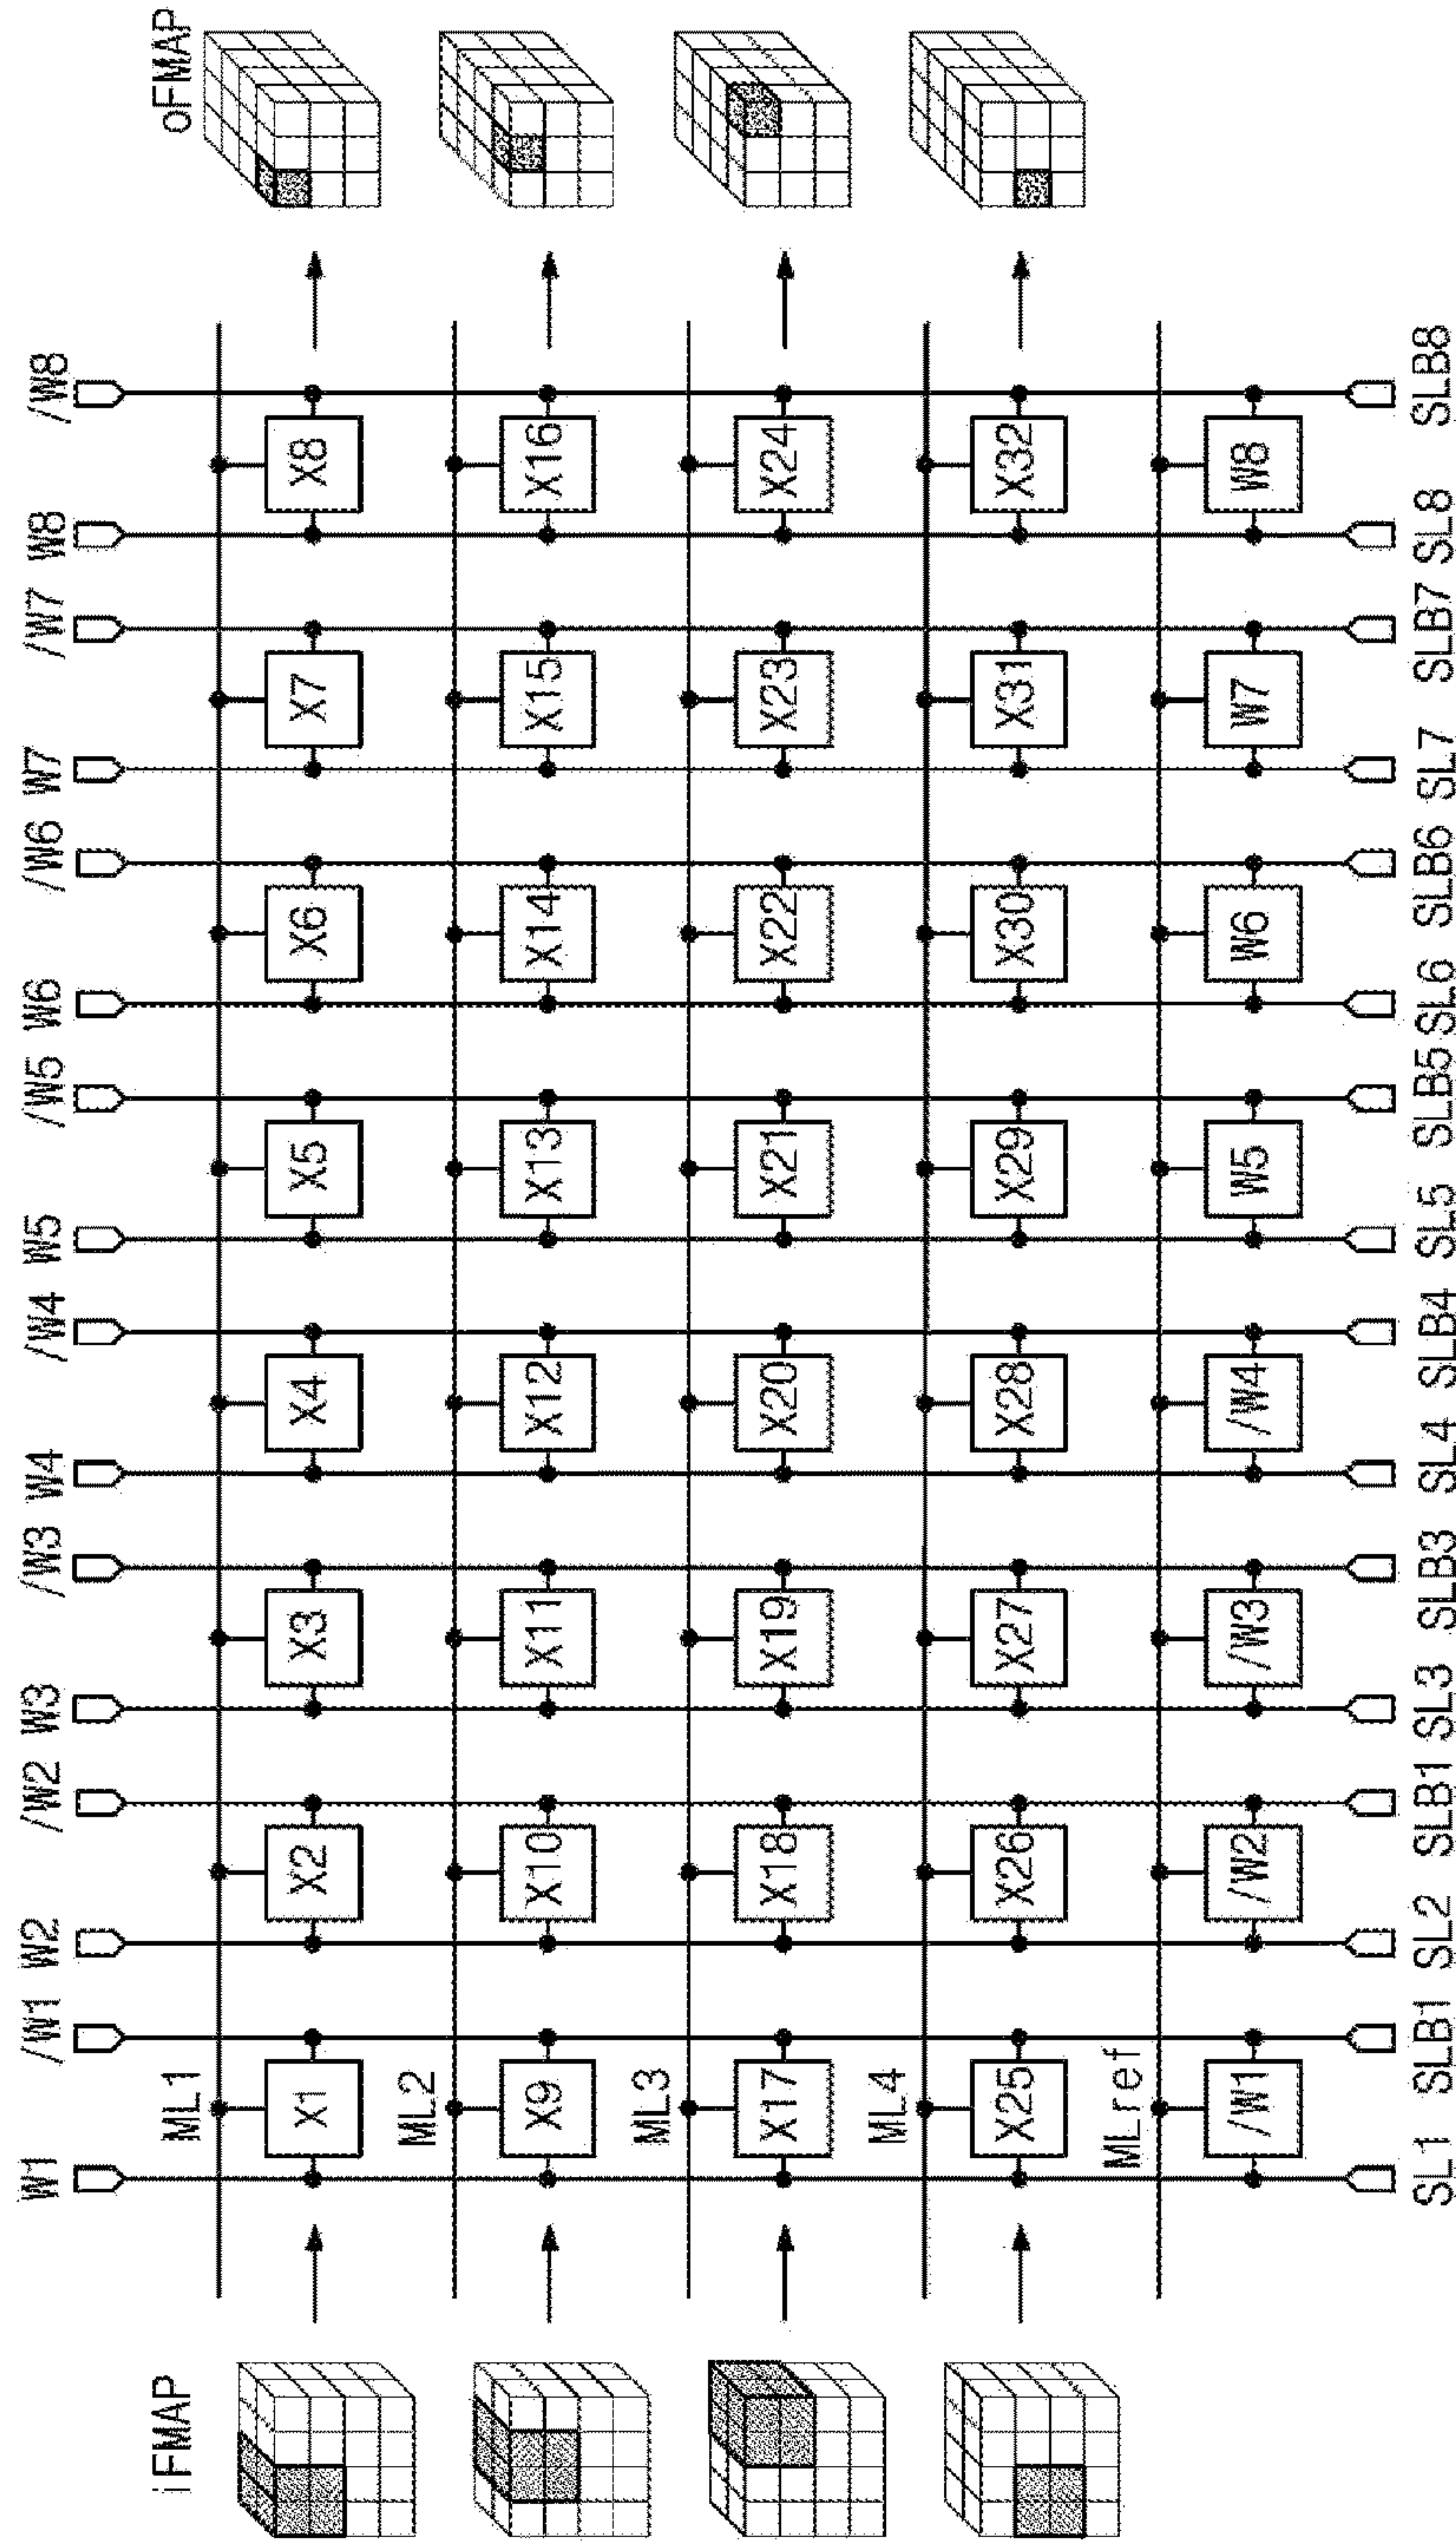 W1 /W1 W2 /W2 W3 /W3 W4 /W4 W5 /W5 W6 /W6 W7 /W7 W8 /W8
iFMAP oFMAP
ML1
X1 X2 X3 X4 X5 X6 X7 X8
ML2
X9 X10 X11 X12 X13 X14 X15 X16
ML3
X17 X18 X19 X20 X21 X22 X23 X24
ML4
X25 X26 X27 X28 X29 X30 X31 X32
MLref
/W1 /W2 /W3 /W4 W5 W6 W7 W8
SL1 SLB1 SL2 SLB1 SL3 SLB3 SL4 SLB4 SL5 SLB5 SL6 SLB6 SL7 SLB7 SL8 SLB8